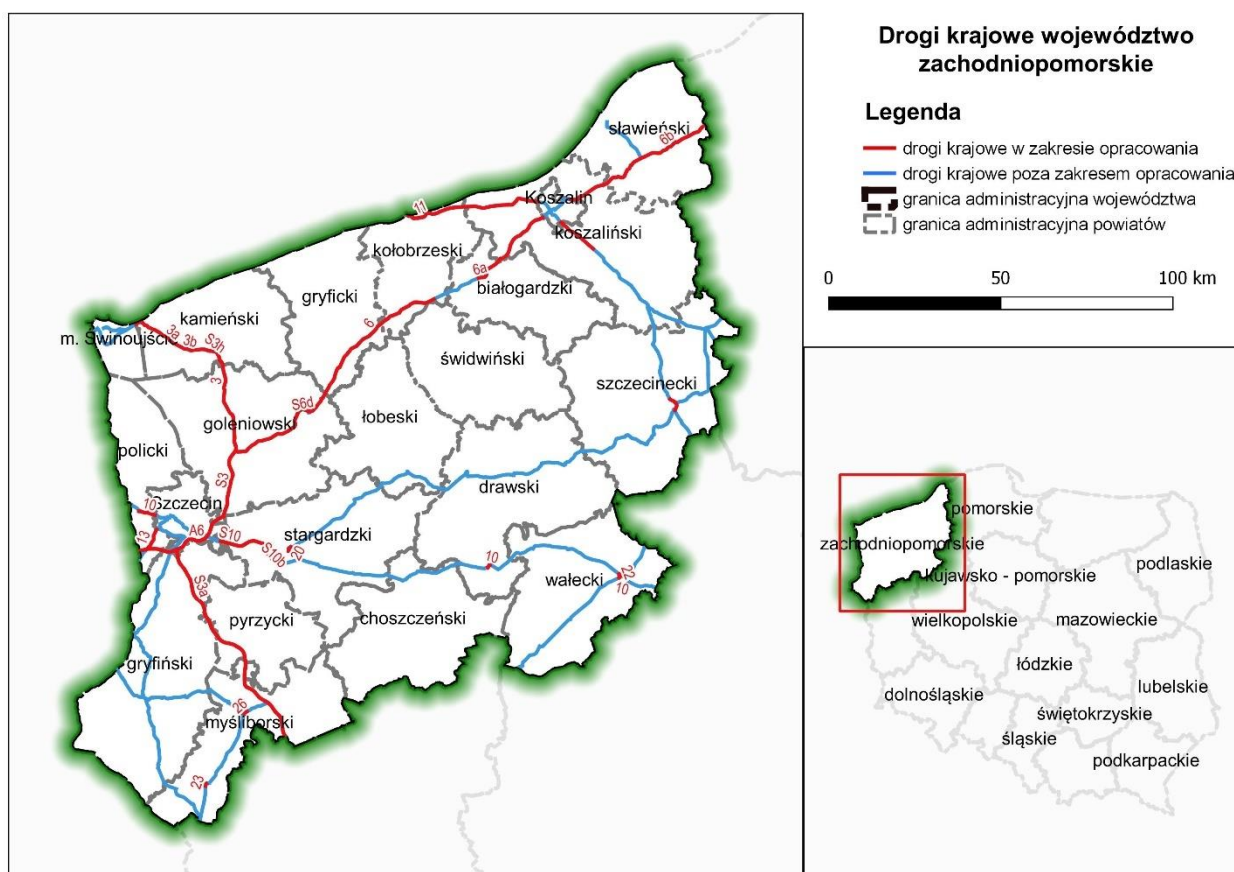 Drogi krajowe województwo
zachodniopomorskie
Legenda
drogi krajowe w zakresie opracowania
drogi krajowe poza zakresem opracowania
granica administracyjna województwa
granica administracyjna powiatów
0 50 100 km
sławieński
6b
Koszalin
11
koszaliński
kołobrzeski
6a
białogardzki
gryficki
6
kamieński
m. Świnoujście
3a 3b
S3h
3
świdwiński
szczecinecki
S6d
goleniowski
łobeski
policki
S3
drawski
Szczecin
10
A6
S10
stargardzki
13
S10b
20
10
wałecki
22
10
S3a
pyrzycki
choszczeński
gryfiński
26
myśliborski
23
pomorskie
zachodniopomorskie
podlaskie
kujawsko - pomorskie
wielkopolskie
mazowieckie
łódzkie
dolnośląskie
lubelskie
świętokrzyskie
śląskie
podkarpackie